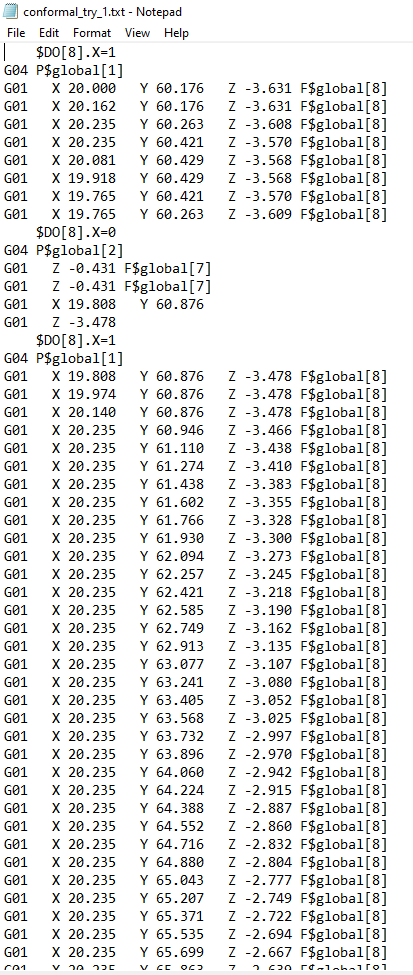 conformal_try_1.txt - Notepad
File Edit Format View Help
$DO[8].X=1
G04 P$global[1]
G01 X 20.000 Y 60.176 Z -3.631 F$global[8]
G01 X 20.162 Y 60.176 Z -3.631 F$global[8]
G01 X 20.235 Y 60.263 Z -3.608 F$global[8]
G01 X 20.235 Y 60.421 Z -3.570 F$global[8]
G01 X 20.081 Y 60.429 Z -3.568 F$global[8]
G01 X 19.918 Y 60.429 Z -3.568 F$global[8]
G01 X 19.765 Y 60.421 Z -3.570 F$global[8]
G01 X 19.765 Y 60.263 Z -3.609 F$global[8]
$DO[8].X=0
G04 P$global[2]
G01 Z -0.431 F$global[7]
G01 Z -0.431 F$global[7]
G01 X 19.808 Y 60.876
G01 Z -3.478
$DO[8].X=1
G04 P$global[1]
G01 X 19.808 Y 60.876 Z -3.478 F$global[8]
G01 X 19.974 Y 60.876 Z -3.478 F$global[8]
G01 X 20.140 Y 60.876 Z -3.478 F$global[8]
G01 X 20.235 Y 60.946 Z -3.466 F$global[8]
G01 X 20.235 Y 61.110 Z -3.438 F$global[8]
G01 X 20.235 Y 61.274 Z -3.410 F$global[8]
G01 X 20.235 Y 61.438 Z -3.383 F$global[8]
G01 X 20.235 Y 61.602 Z -3.355 F$global[8]
G01 X 20.235 Y 61.766 Z -3.328 F$global[8]
G01 X 20.235 Y 61.930 Z -3.300 F$global[8]
G01 X 20.235 Y 62.094 Z -3.273 F$global[8]
G01 X 20.235 Y 62.257 Z -3.245 F$global[8]
G01 X 20.235 Y 62.421 Z -3.218 F$global[8]
G01 X 20.235 Y 62.585 Z -3.190 F$global[8]
G01 X 20.235 Y 62.749 Z -3.162 F$global[8]
G01 X 20.235 Y 62.913 Z -3.135 F$global[8]
G01 X 20.235 Y 63.077 Z -3.107 F$global[8]
G01 X 20.235 Y 63.241 Z -3.080 F$global[8]
G01 X 20.235 Y 63.405 Z -3.052 F$global[8]
G01 X 20.235 Y 63.568 Z -3.025 F$global[8]
G01 X 20.235 Y 63.732 Z -2.997 F$global[8]
G01 X 20.235 Y 63.896 Z -2.970 F$global[8]
G01 X 20.235 Y 64.060 Z -2.942 F$global[8]
G01 X 20.235 Y 64.224 Z -2.915 F$global[8]
G01 X 20.235 Y 64.388 Z -2.887 F$global[8]
G01 X 20.235 Y 64.552 Z -2.860 F$global[8]
G01 X 20.235 Y 64.716 Z -2.832 F$global[8]
G01 X 20.235 Y 64.880 Z -2.804 F$global[8]
G01 X 20.235 Y 65.043 Z -2.777 F$global[8]
G01 X 20.235 Y 65.207 Z -2.749 F$global[8]
G01 X 20.235 Y 65.371 Z -2.722 F$global[8]
G01 X 20.235 Y 65.535 Z -2.694 F$global[8]
G01 X 20.235 Y 65.699 Z -2.667 F$global[8]
G01 X 20.235 Y 65.863 Z -2.639 F$global[8]